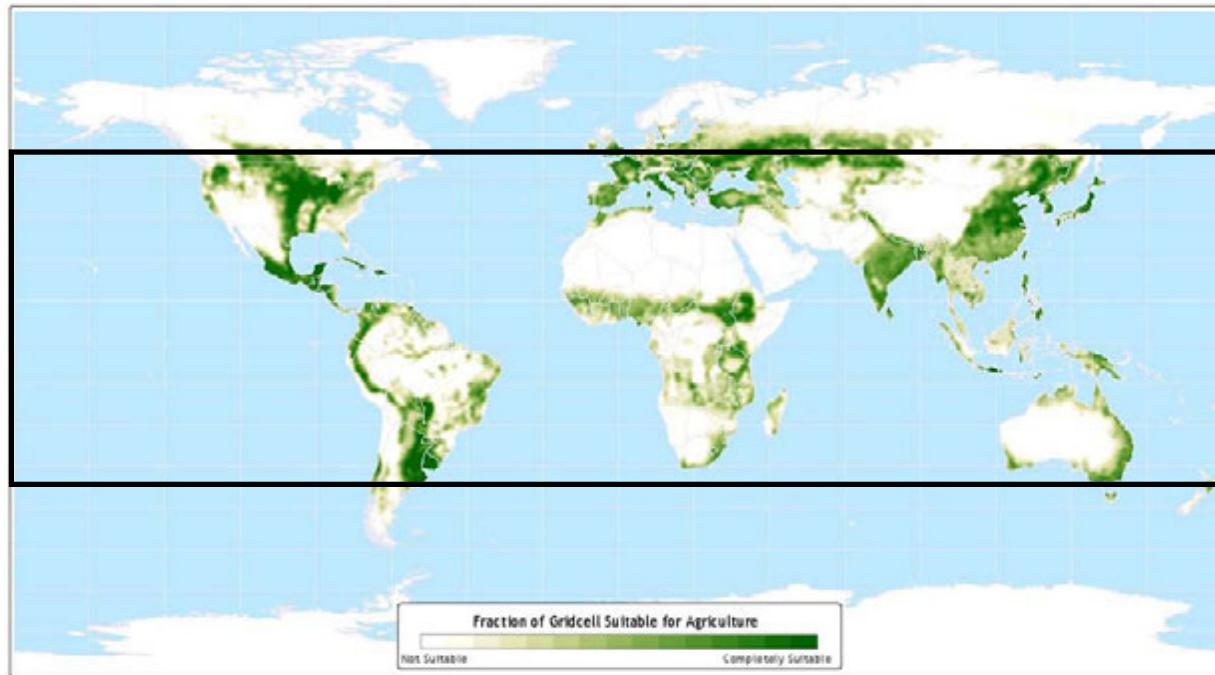 Fraction of Gridcell Suitable for Agriculture
Not Suitable
Completely Suitable